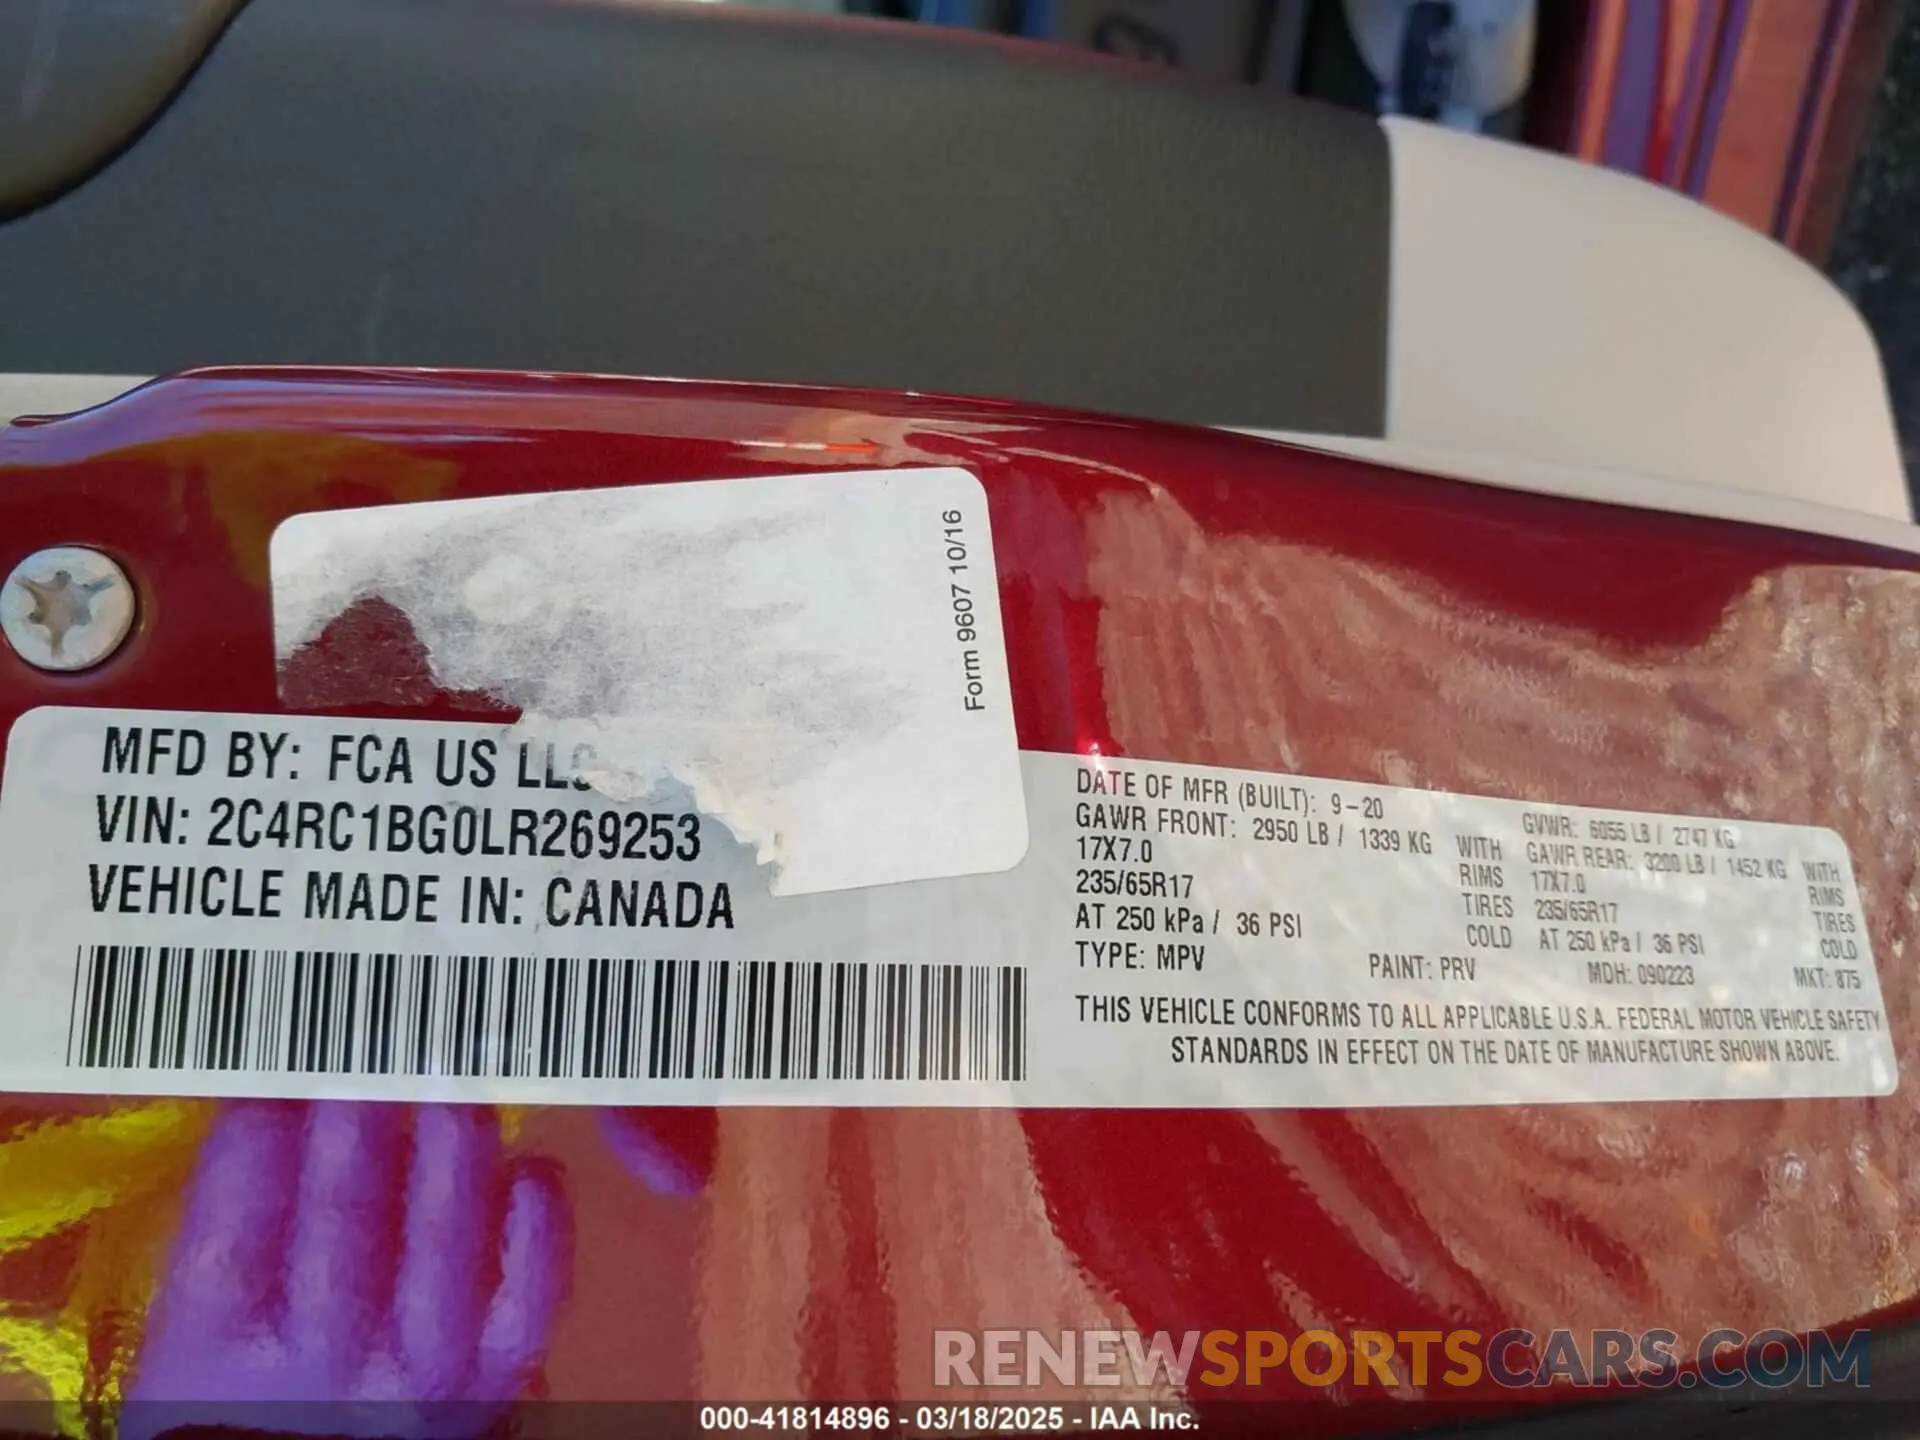 Form 9607 10/16
MFD BY: FCA US LLC
VIN: 2C4RC1BG0LR269253
VEHICLE MADE IN: CANADA
DATE OF MFR (BUILT): 9-20 GVWR: 6055 LB / 2747 KG
GAWR FRONT: 2950 LB / 1339 KG WITH GAWR REAR: 3200 LB / 1452 KG WITH
17X7.0 RIMS 17X7.0 RIMS
235/65R17 TIRES 235/65R17 TIRES
AT 250 kPa / 36 PSI COLD AT 250 kPa / 36 PSI COLD
TYPE: MPV PAINT: PRV MDH: 090223 MKT: 875
THIS VEHICLE CONFORMS TO ALL APPLICABLE U.S.A. FEDERAL MOTOR VEHICLE SAFETY
STANDARDS IN EFFECT ON THE DATE OF MANUFACTURE SHOWN ABOVE.
RENEWSPORTSCARS.COM
000-41814896 - 03/18/2025 - IAA Inc.